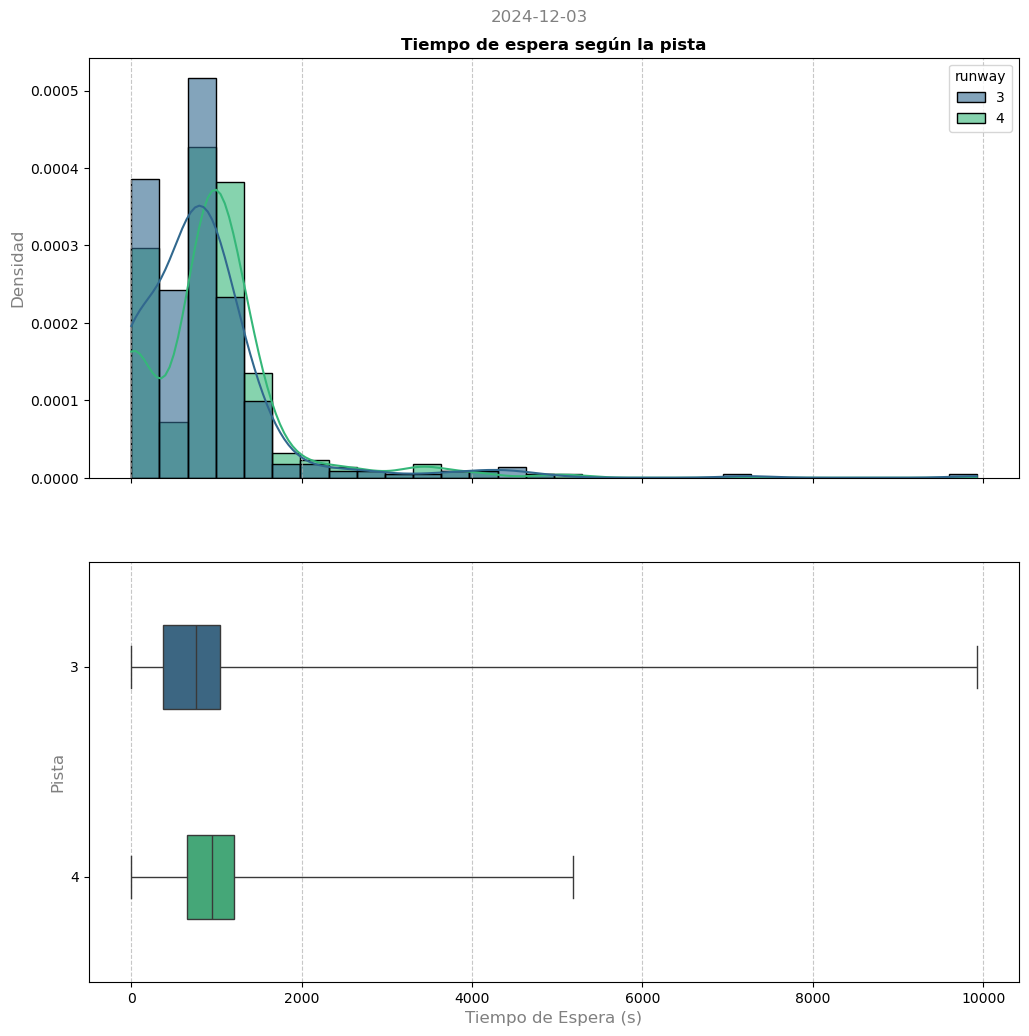 2024-12-03
Tiempo de espera según la pista
runway
3
4
Densidad
0.0005
0.0004
0.0003
0.0002
0.0001
0.0000
Pista
3
4
0 2000 4000 6000 8000 10000
Tiempo de Espera (s)